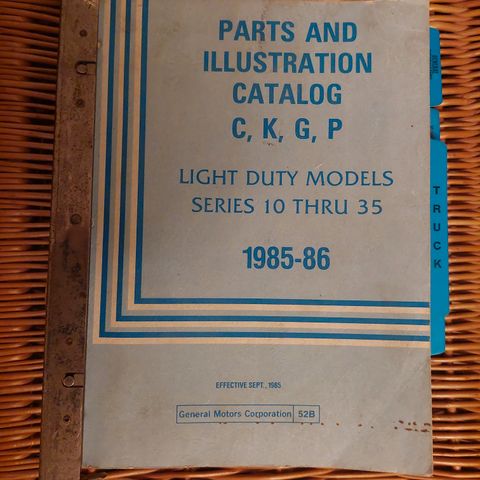 PARTS AND
ILLUSTRATION
CATALOG
C, K, G, P
LIGHT DUTY MODELS
SERIES 10 THRU 35
1985-86
EFFECTIVE SEPT., 1985
General Motors Corporation 52B
TRUCK